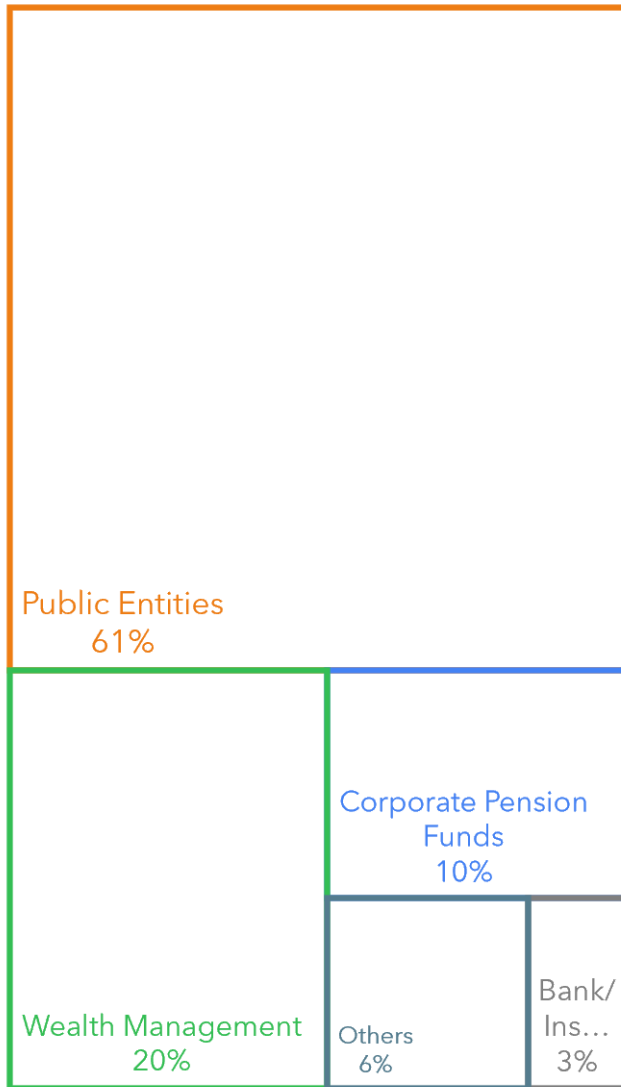 Public Entities
61%
Corporate Pension
Funds
10%
Wealth Management
20%
Others
6%
Bank/
Ins...
3%